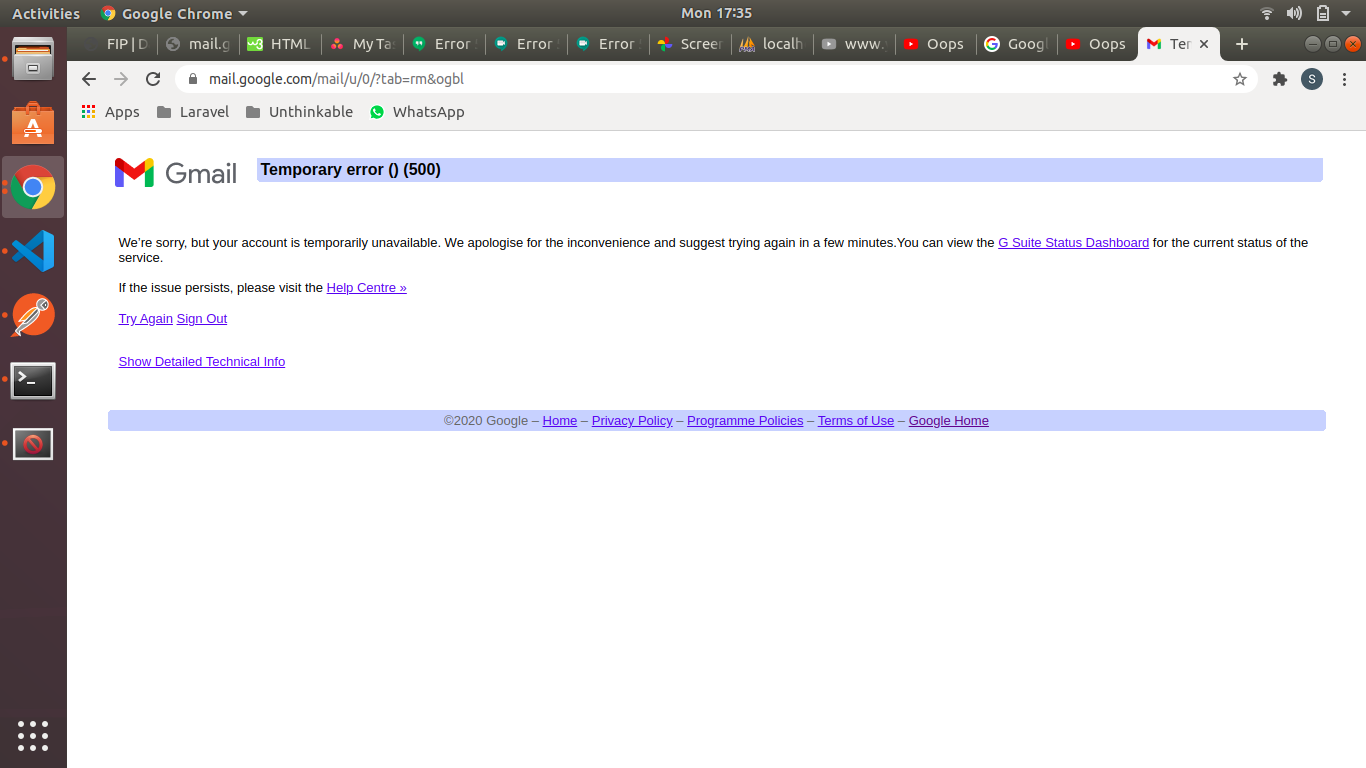 Activities
Google Chrome
Mon 17:35
FIP | D
mail.g
HTML
My Ta
Error
Error
Error
Screer
localh
www.
Oops
Googl
Oops
Ter
mail.google.com/mail/u/0/?tab=rm&ogbl
S
Apps
Laravel
Unthinkable
WhatsApp
Gmail
Temporary error () (500)
We’re sorry, but your account is temporarily unavailable. We apologise for the inconvenience and suggest trying again in a few minutes.You can view the G Suite Status Dashboard for the current status of the
service.
If the issue persists, please visit the Help Centre »
Try Again Sign Out
Show Detailed Technical Info
©2020 Google – Home – Privacy Policy – Programme Policies – Terms of Use – Google Home